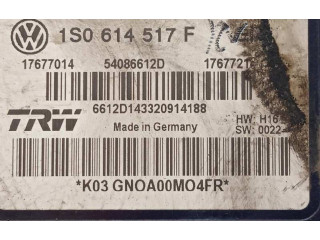 1S0 614 517 F
17677014 54086612D 1767721
6612D143320914188
TRW
Made in Germany
HW: H16
SW: 0022
*K03 GNOA00MO4FR*